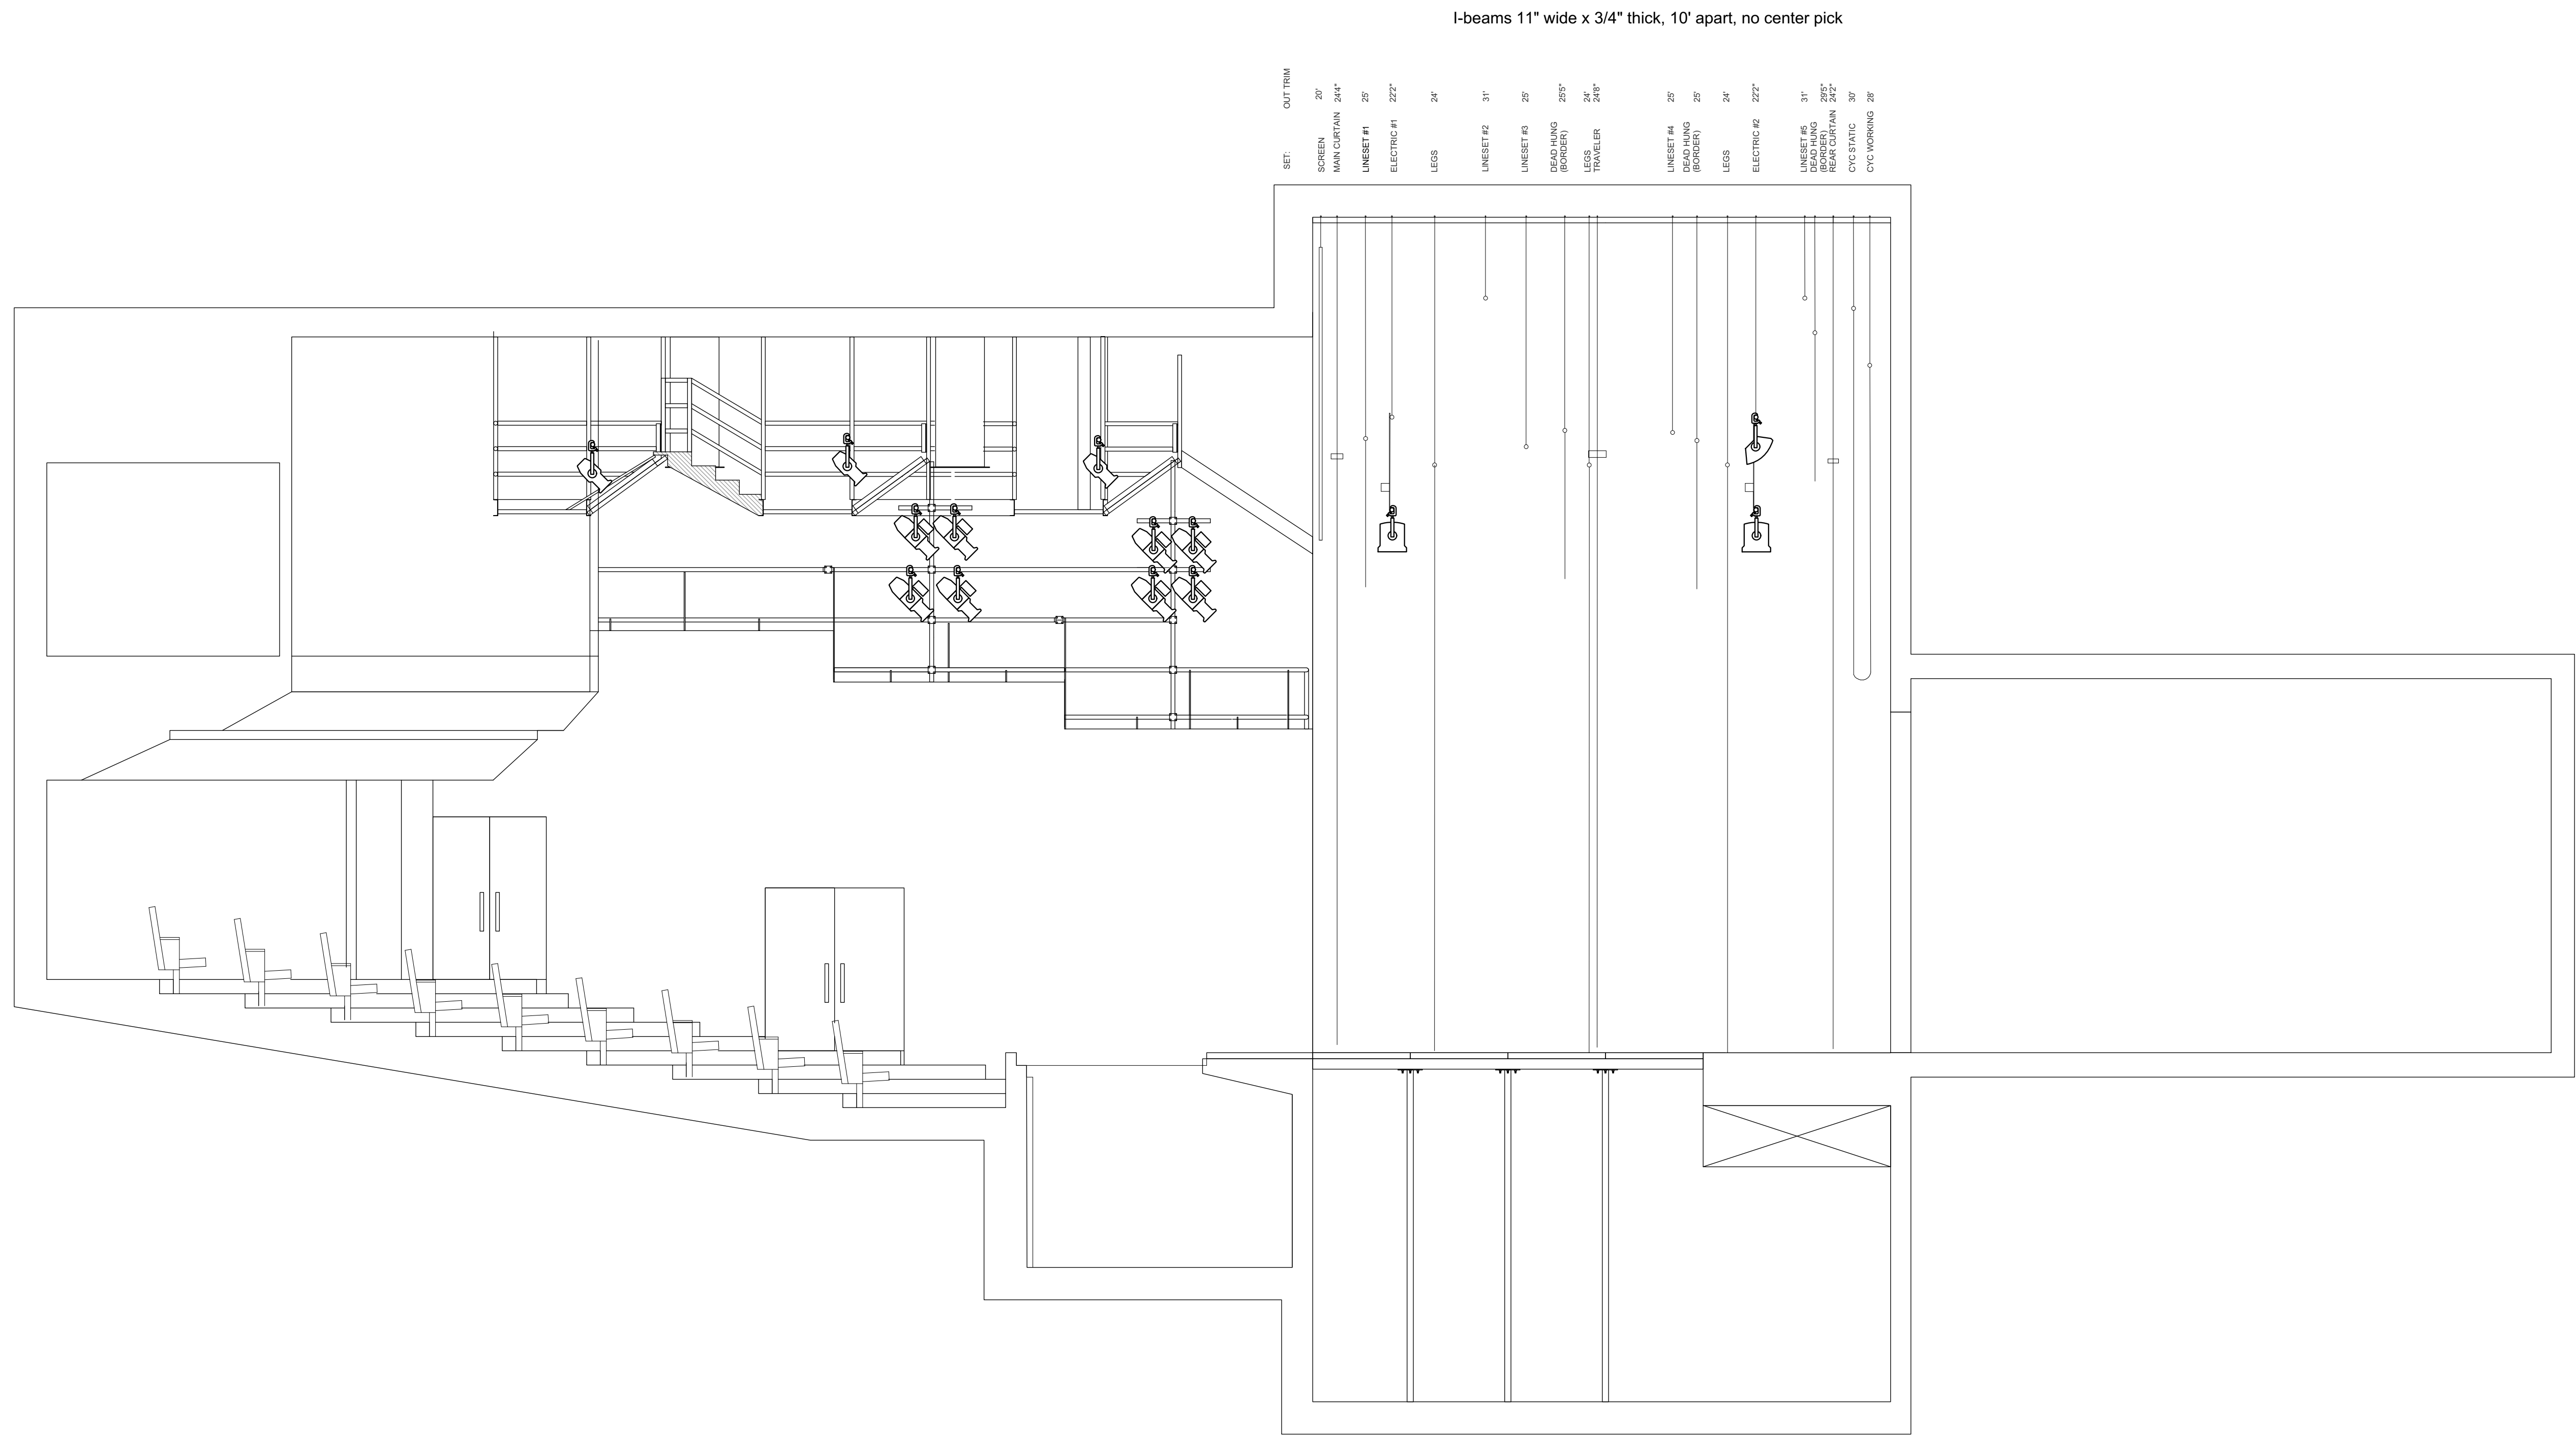 I-beams 11" wide x 3/4" thick, 10' apart, no center pick
SET: OUT TRIM
SCREEN 20'
MAIN CURTAIN 24'4"
LINESET #1 25'
ELECTRIC #1 22'2"
LEGS 24'
LINESET #2 31'
LINESET #3 25'
DEAD HUNG 25'5"
(BORDER)
LEGS 24'
TRAVELER 24'8"
LINESET #4 25'
DEAD HUNG 25'
(BORDER)
LEGS 24'
ELECTRIC #2 22'2"
LINESET #5 31'
DEAD HUNG
(BORDER) 29'5"
REAR CURTAIN 24'2"
CYC STATIC 30'
CYC WORKING 28'